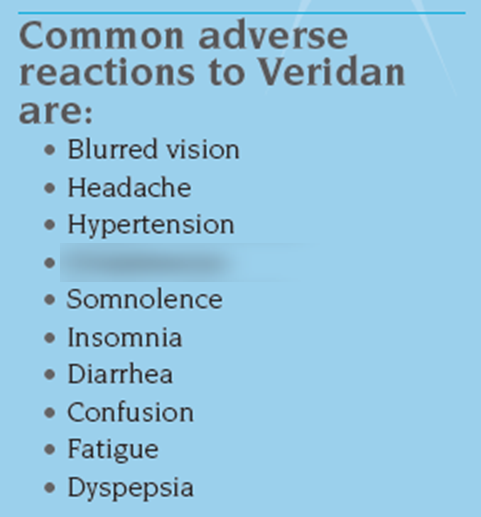 Common adverse
reactions to Veridan
are:
• Blurred vision
• Headache
• Hypertension
•
• Somnolence
• Insomnia
• Diarrhea
• Confusion
• Fatigue
• Dyspepsia